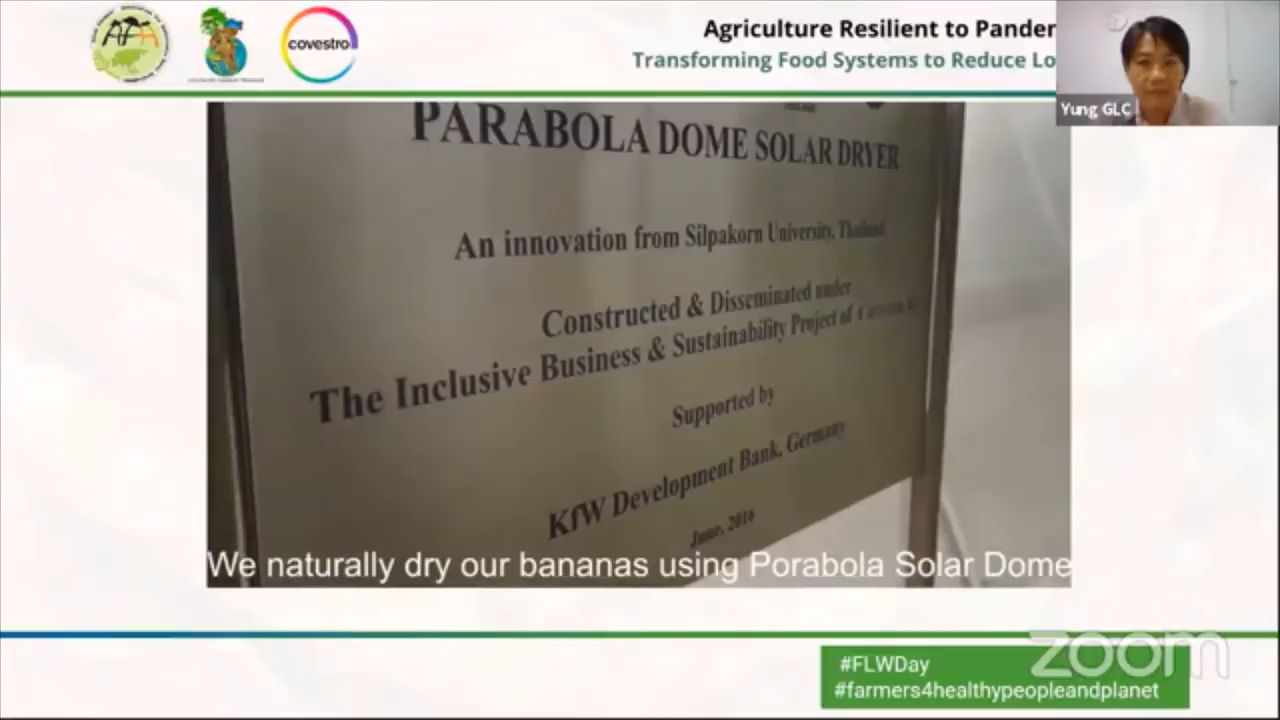 AFA
covestro
Agriculture Resilient to Pander
Transforming Food Systems to Reduce Lo
Yung GLC
PARABOLA DOME SOLAR DRYER
An innovation from Silpakorn University, Thailand
Constructed & Disseminated under
The Inclusive Business & Sustainability Project of
Supported by
KfW Development Bank, Germany
June, 2016
We naturally dry our bananas using Porabola Solar Dome
zoom
#FLWDay
#farmers4healthypeopleandplanet